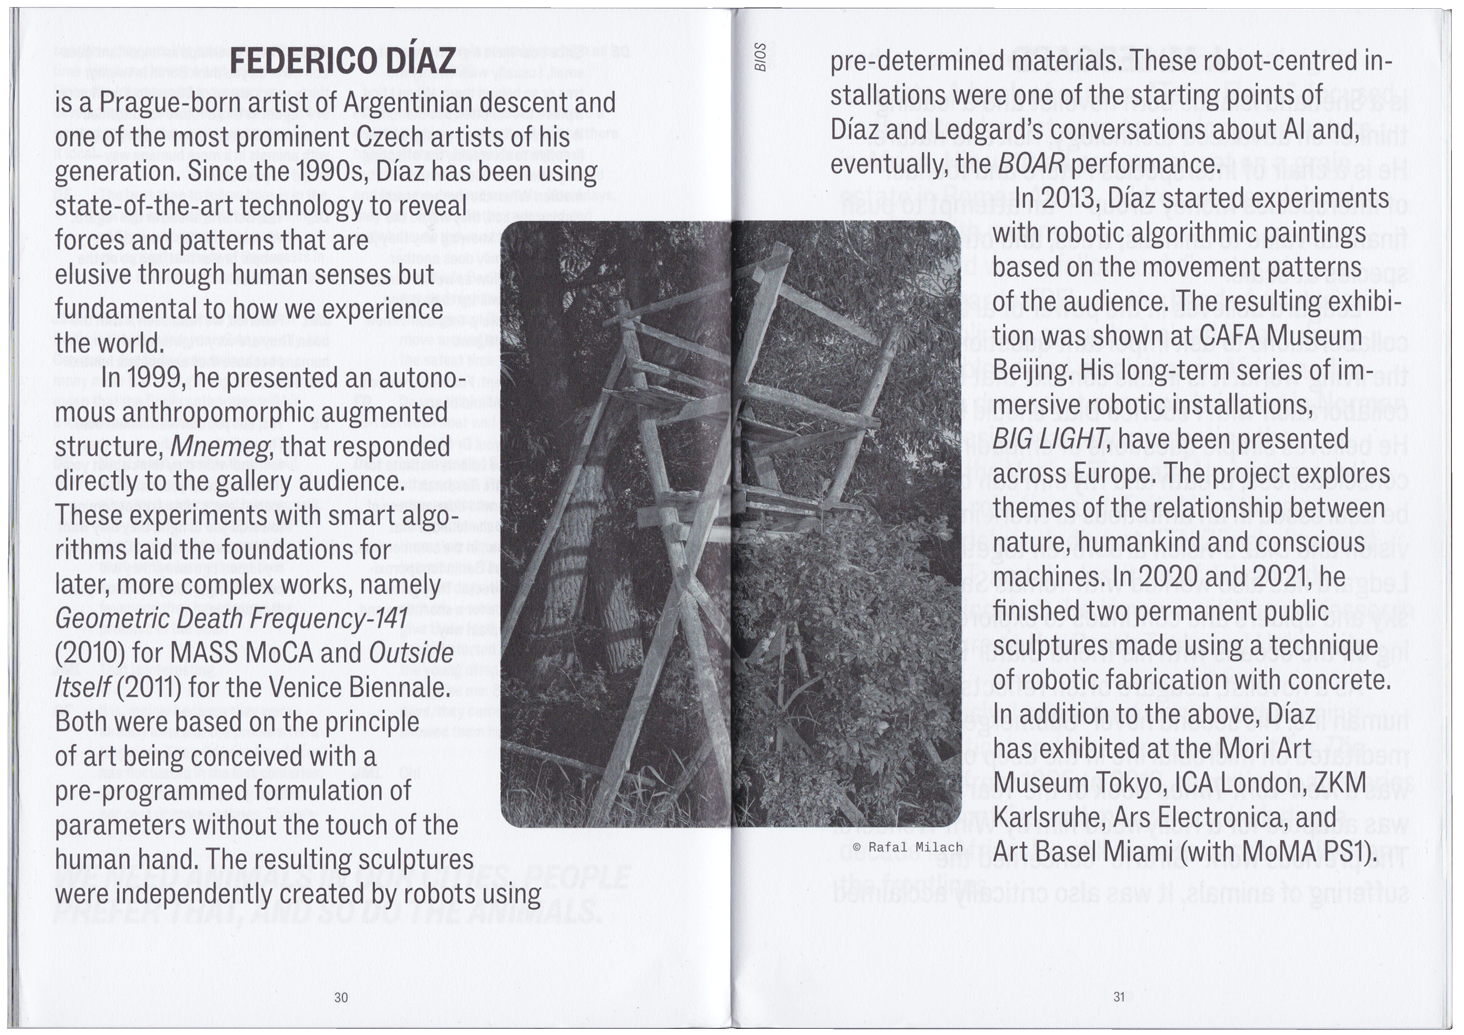 FEDERICO DÍAZ
is a Prague-born artist of Argentinian descent and
one of the most prominent Czech artists of his
generation. Since the 1990s, Díaz has been using
state-of-the-art technology to reveal
forces and patterns that are
elusive through human senses but
fundamental to how we experience
the world.
In 1999, he presented an autono-
mous anthropomorphic augmented
structure, Mnemeg, that responded
directly to the gallery audience.
These experiments with smart algo-
rithms laid the foundations for
later, more complex works, namely
Geometric Death Frequency-141
(2010) for MASS MoCA and Outside
Itself (2011) for the Venice Biennale.
Both were based on the principle
of art being conceived with a
pre-programmed formulation of
parameters without the touch of the
human hand. The resulting sculptures
were independently created by robots using
30
BIOS
pre-determined materials. These robot-centred in-
stallations were one of the starting points of
Díaz and Ledgard's conversations about AI and,
eventually, the BOAR performance.
In 2013, Díaz started experiments
with robotic algorithmic paintings
based on the movement patterns
of the audience. The resulting exhibi-
tion was shown at CAFA Museum
Beijing. His long-term series of im-
mersive robotic installations,
BIG LIGHT, have been presented
across Europe. The project explores
themes of the relationship between
nature, humankind and conscious
machines. In 2020 and 2021, he
finished two permanent public
sculptures made using a technique
of robotic fabrication with concrete.
In addition to the above, Díaz
has exhibited at the Mori Art
Museum Tokyo, ICA London, ZKM
Karlsruhe, Ars Electronica, and
Art Basel Miami (with MoMA PS1).
© Rafal Milach
31